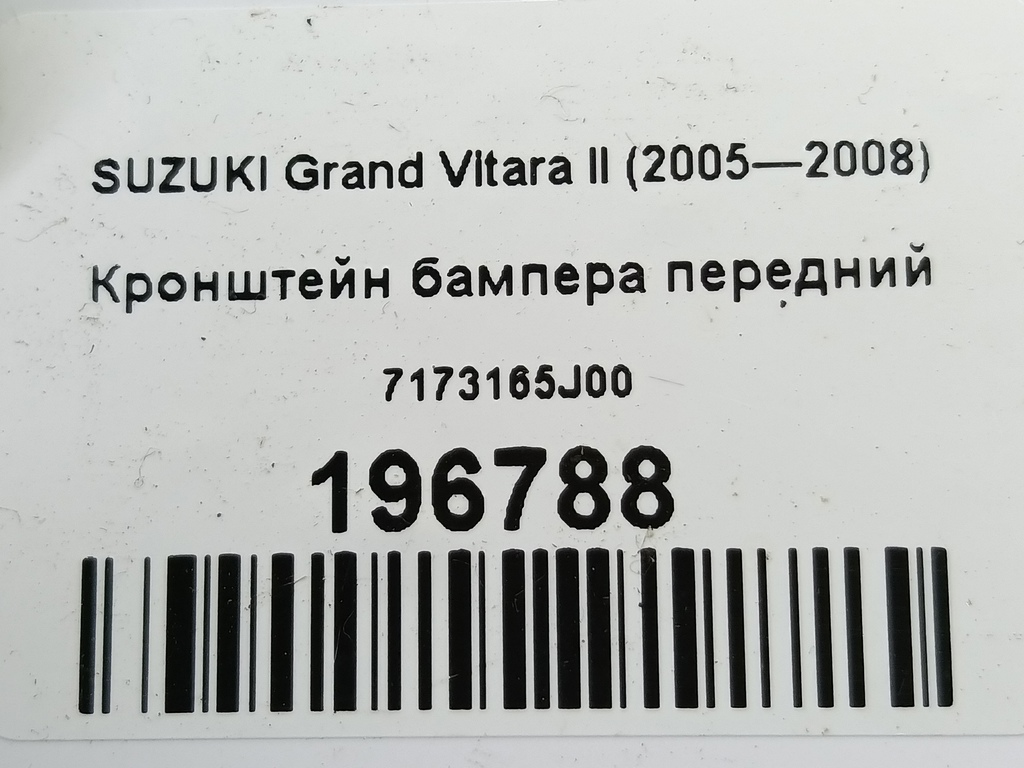 SUZUKI Grand Vitara II (2005—2008)
Кронштейн бампера передний
7173165J00
196788